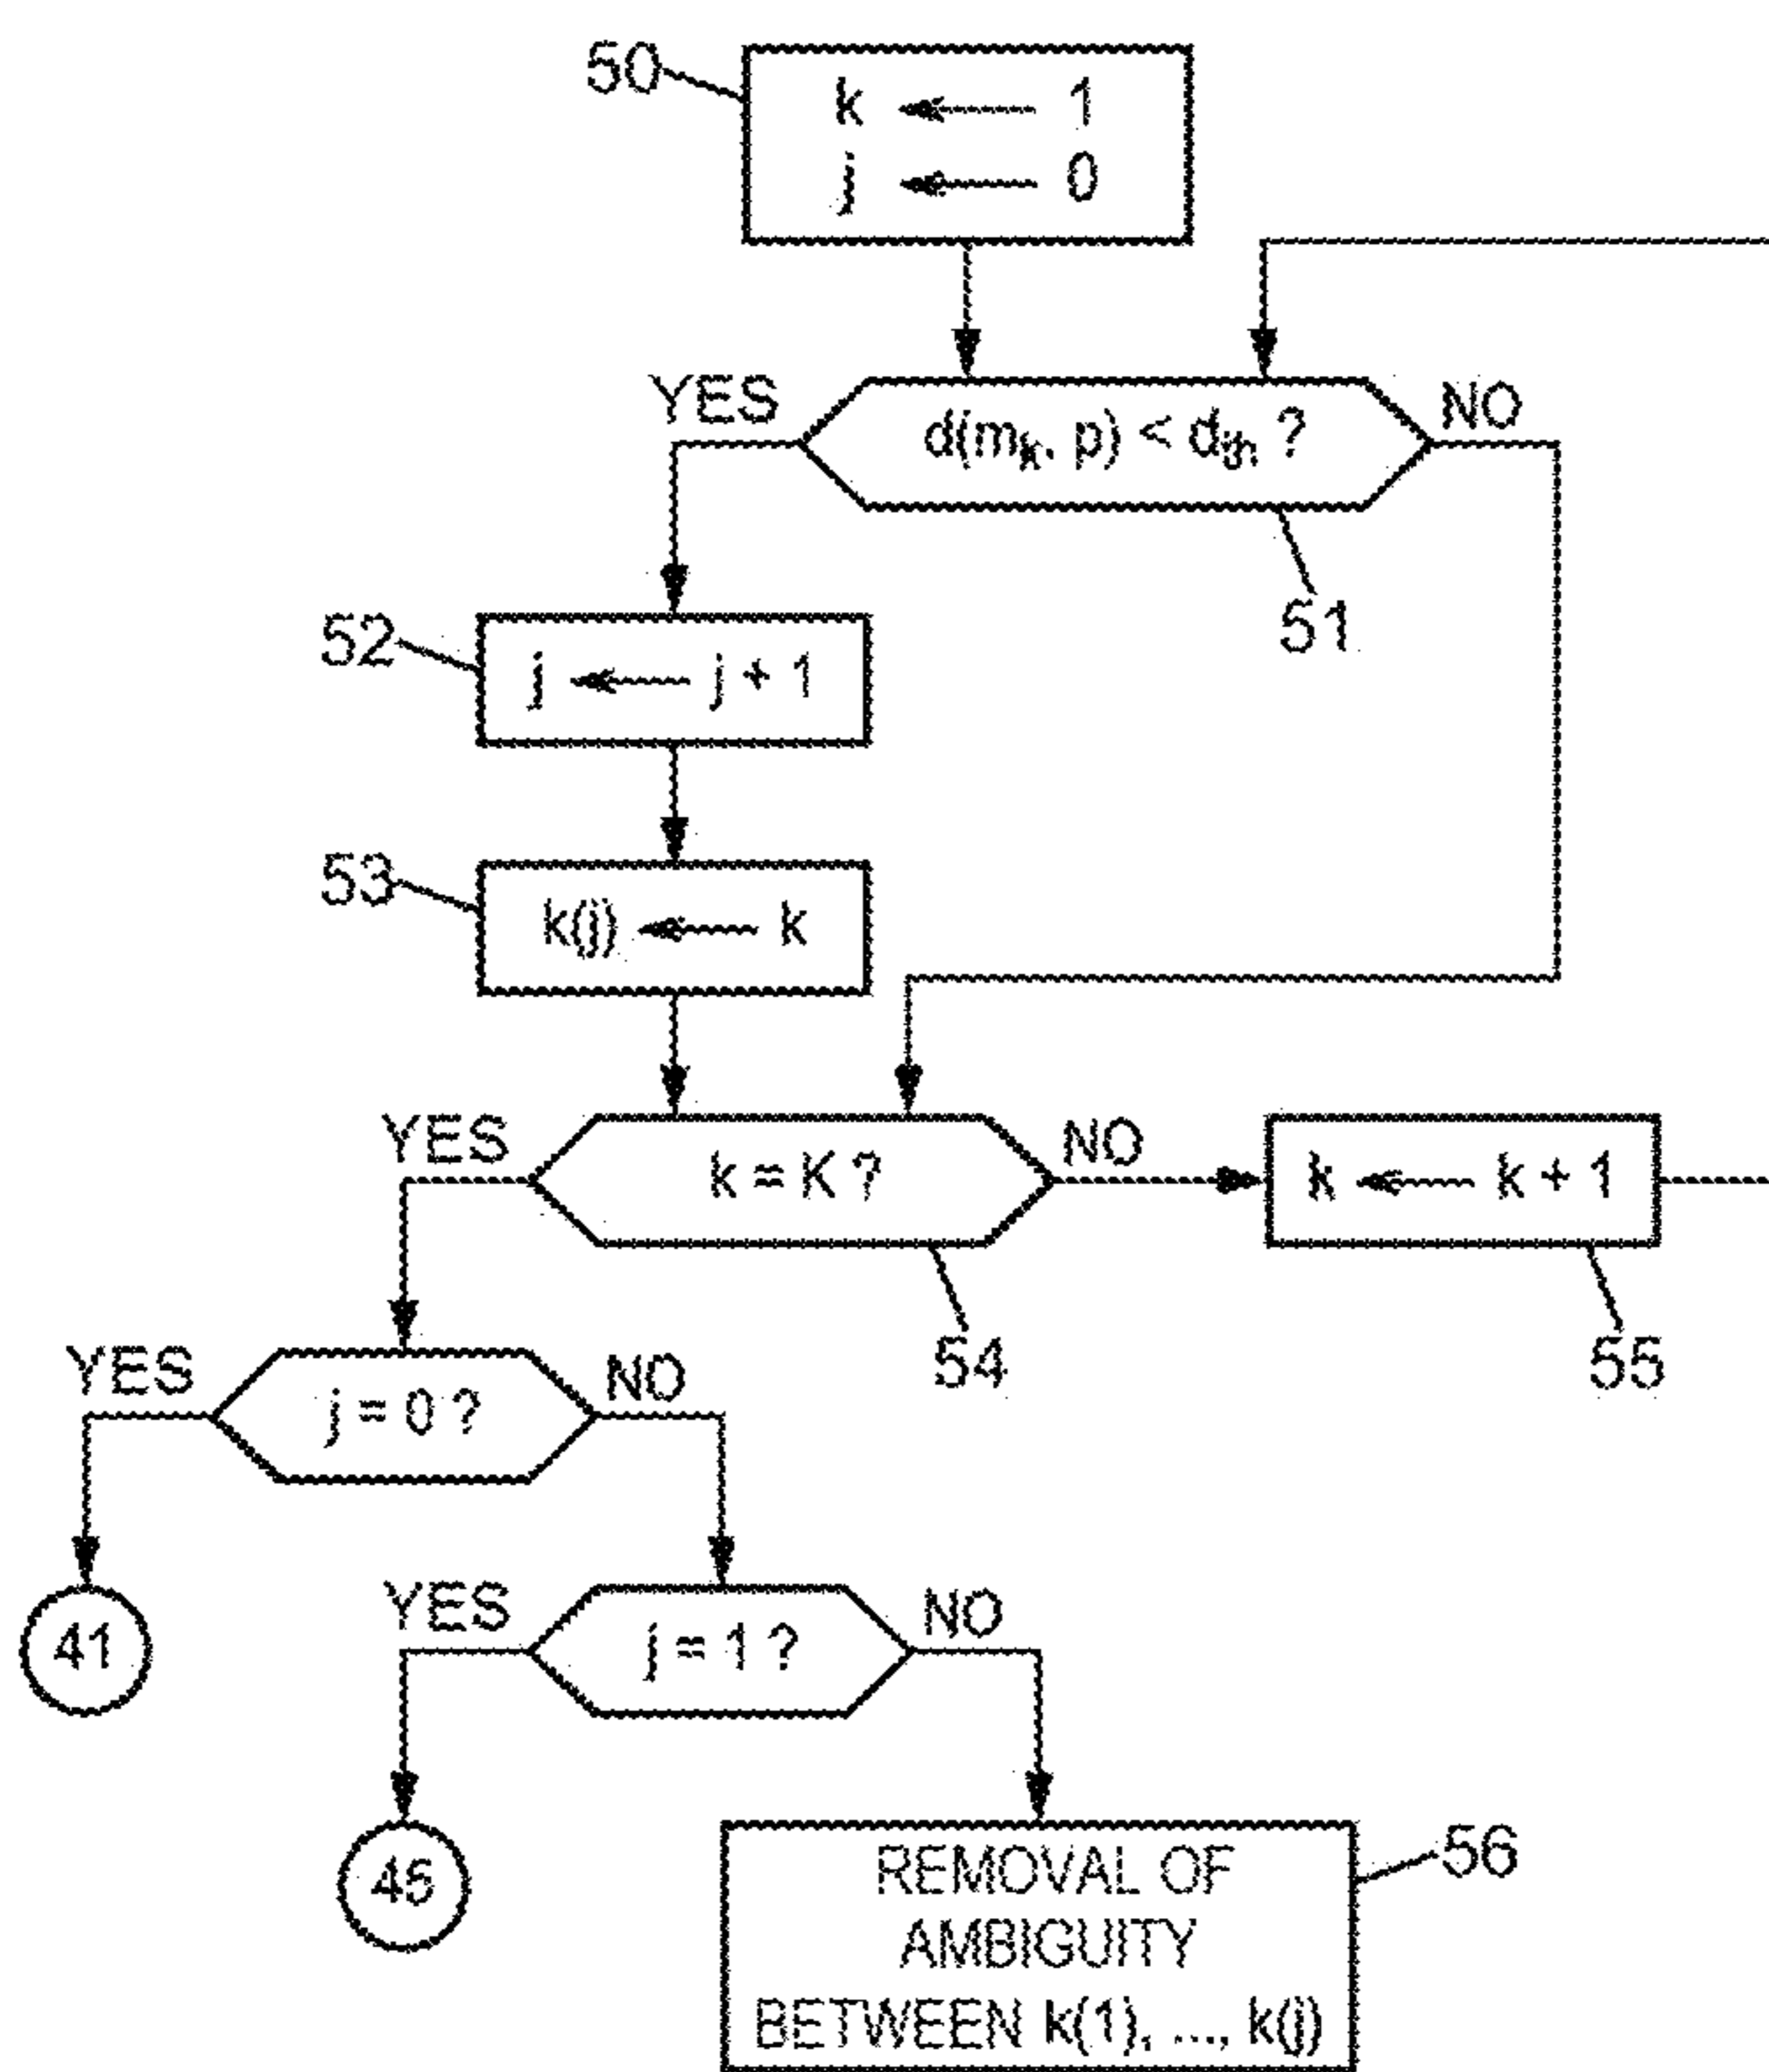 50
k ← 1
j ← 0
YES
d(mₖ, p) < dₜₕ ?
NO
51
52
j ← j + 1
53
k(j) ← k
YES
k = K ?
NO
k ← k + 1
54
55
YES
j = 0 ?
NO
41
YES
j = 1 ?
NO
45
56
REMOVAL OF
AMBIGUITY
BETWEEN k(1), ..., k(j)